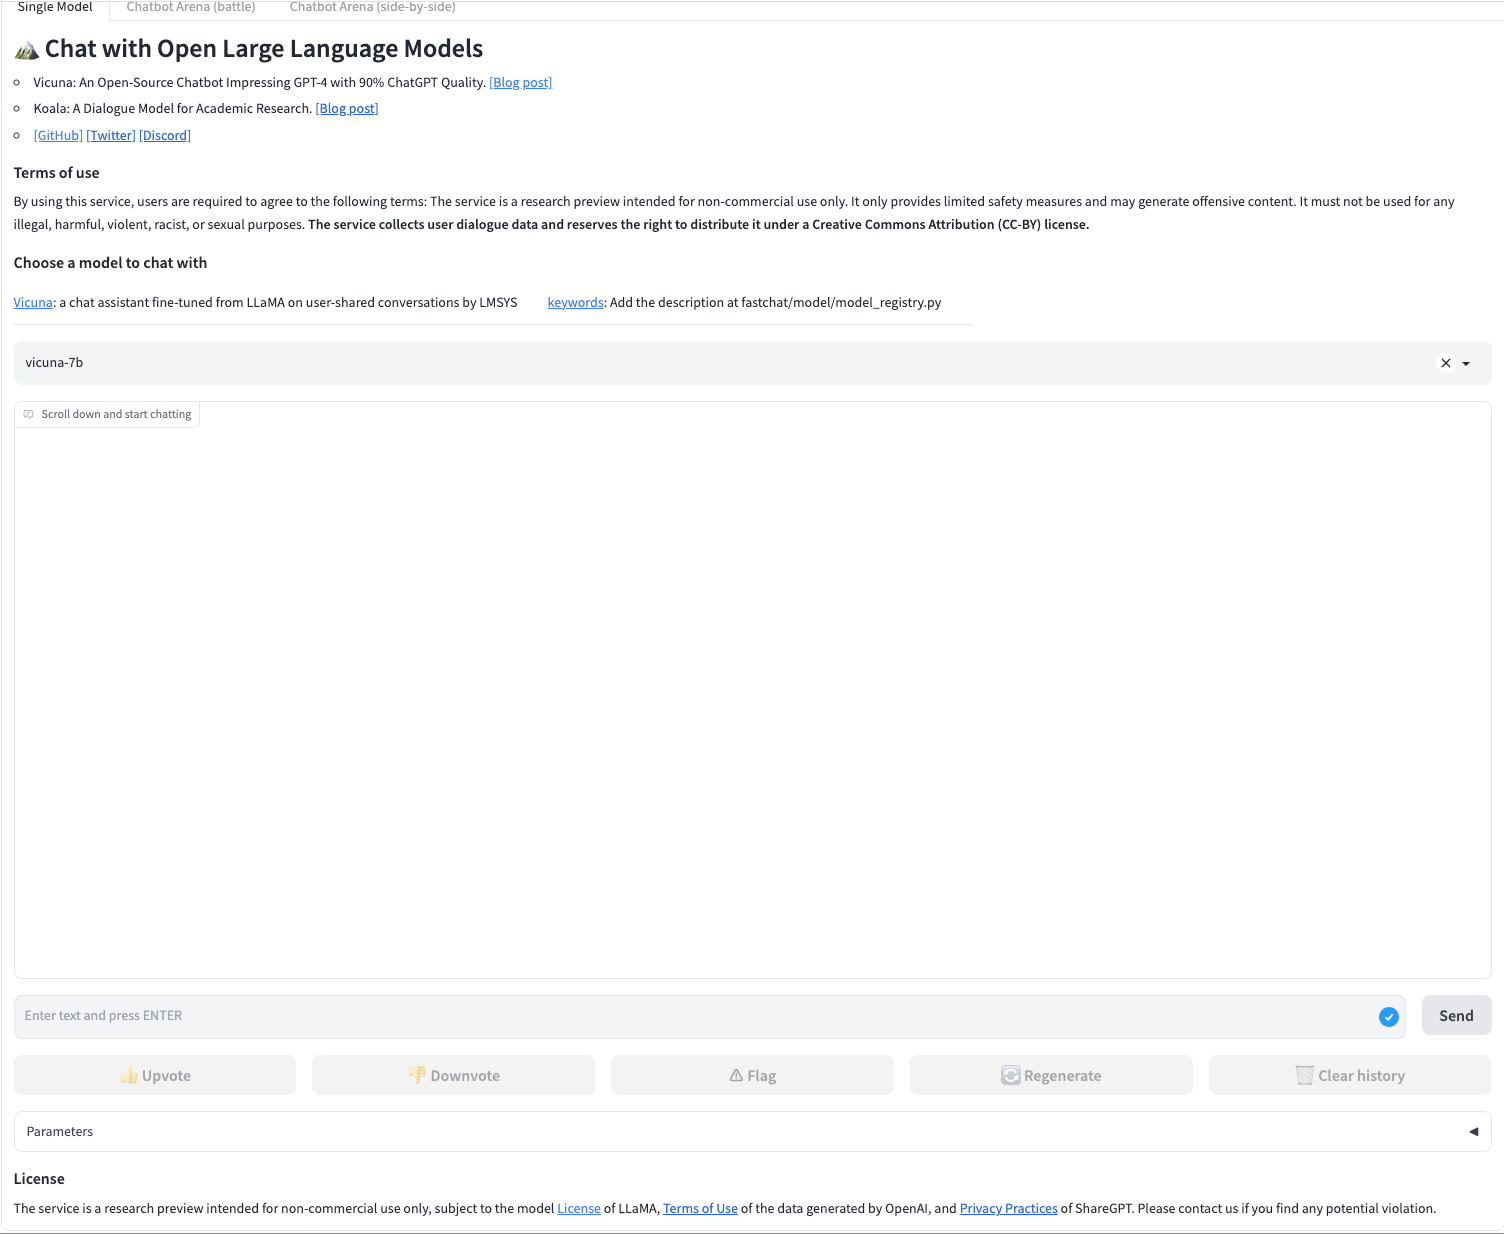 Single Model Chatbot Arena (battle) Chatbot Arena (side-by-side)
Chat with Open Large Language Models
Vicuna: An Open-Source Chatbot Impressing GPT-4 with 90% ChatGPT Quality. [Blog post]
Koala: A Dialogue Model for Academic Research. [Blog post]
[GitHub] [Twitter] [Discord]
Terms of use
By using this service, users are required to agree to the following terms: The service is a research preview intended for non-commercial use only. It only provides limited safety measures and may generate offensive content. It must not be used for any
illegal, harmful, violent, racist, or sexual purposes. The service collects user dialogue data and reserves the right to distribute it under a Creative Commons Attribution (CC-BY) license.
Choose a model to chat with
Vicuna: a chat assistant fine-tuned from LLaMA on user-shared conversations by LMSYS keywords: Add the description at fastchat/model/model_registry.py
vicuna-7b
Scroll down and start chatting
Enter text and press ENTER Send
Upvote Downvote Flag Regenerate Clear history
Parameters
License
The service is a research preview intended for non-commercial use only, subject to the model License of LLaMA, Terms of Use of the data generated by OpenAI, and Privacy Practices of ShareGPT. Please contact us if you find any potential violation.